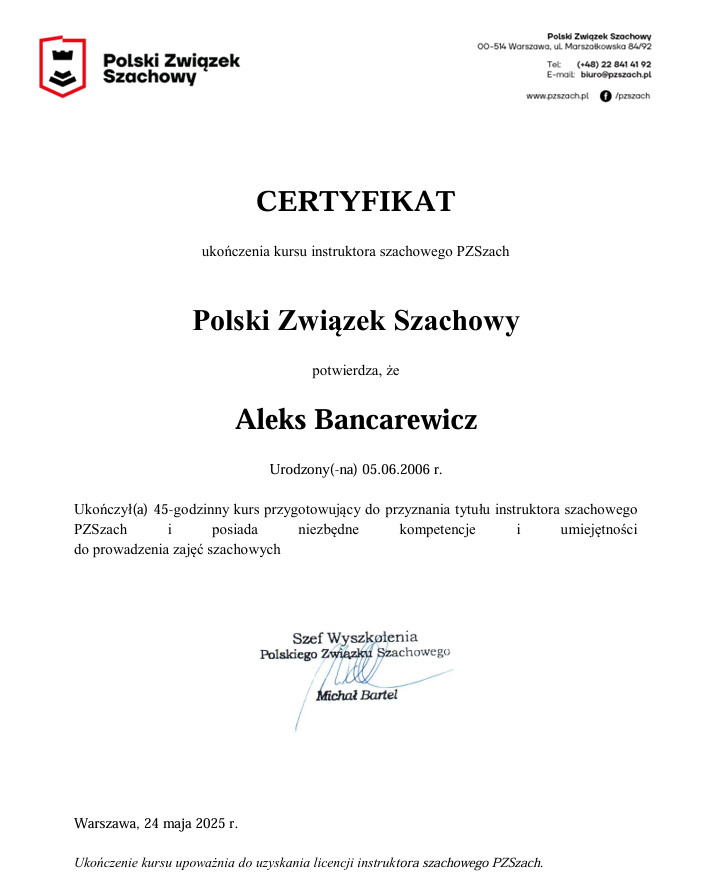 Polski Związek
Szachowy
Polski Związek Szachowy
00-514 Warszawa, ul. Marszałkowska 84/92
Tel: (+48) 22 841 41 92
E-mail: biuro@pzszach.pl
www.pzszach.pl f /pzszach
CERTYFIKAT
ukończenia kursu instruktora szachowego PZSzach
Polski Związek Szachowy
potwierdza, że
Aleks Bancarewicz
Urodzony(-na) 05.06.2006 r.
Ukończył(a) 45-godzinny kurs przygotowujący do przyznania tytułu instruktora szachowego
PZSzach i posiada niezbędne kompetencje i umiejętności
do prowadzenia zajęć szachowych
Szef Wyszkolenia
Polskiego Związku Szachowego
Michał Bartel
Warszawa, 24 maja 2025 r.
Ukończenie kursu upoważnia do uzyskania licencji instruktora szachowego PZSzach.